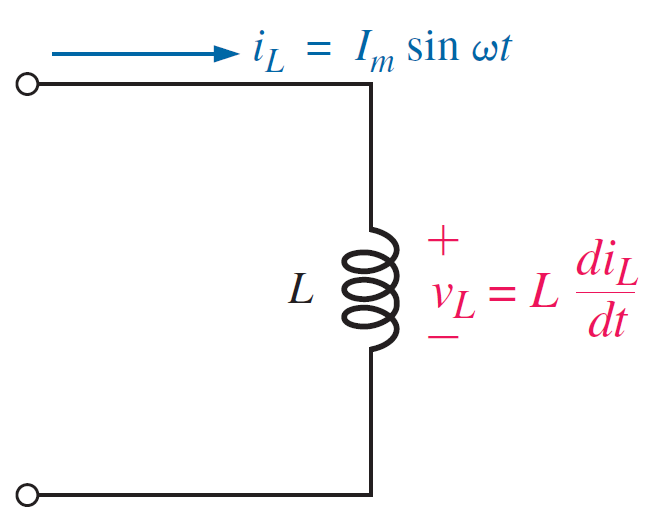 i_L = I_m sin ωt
+
L
v_L = L di_L/dt
−